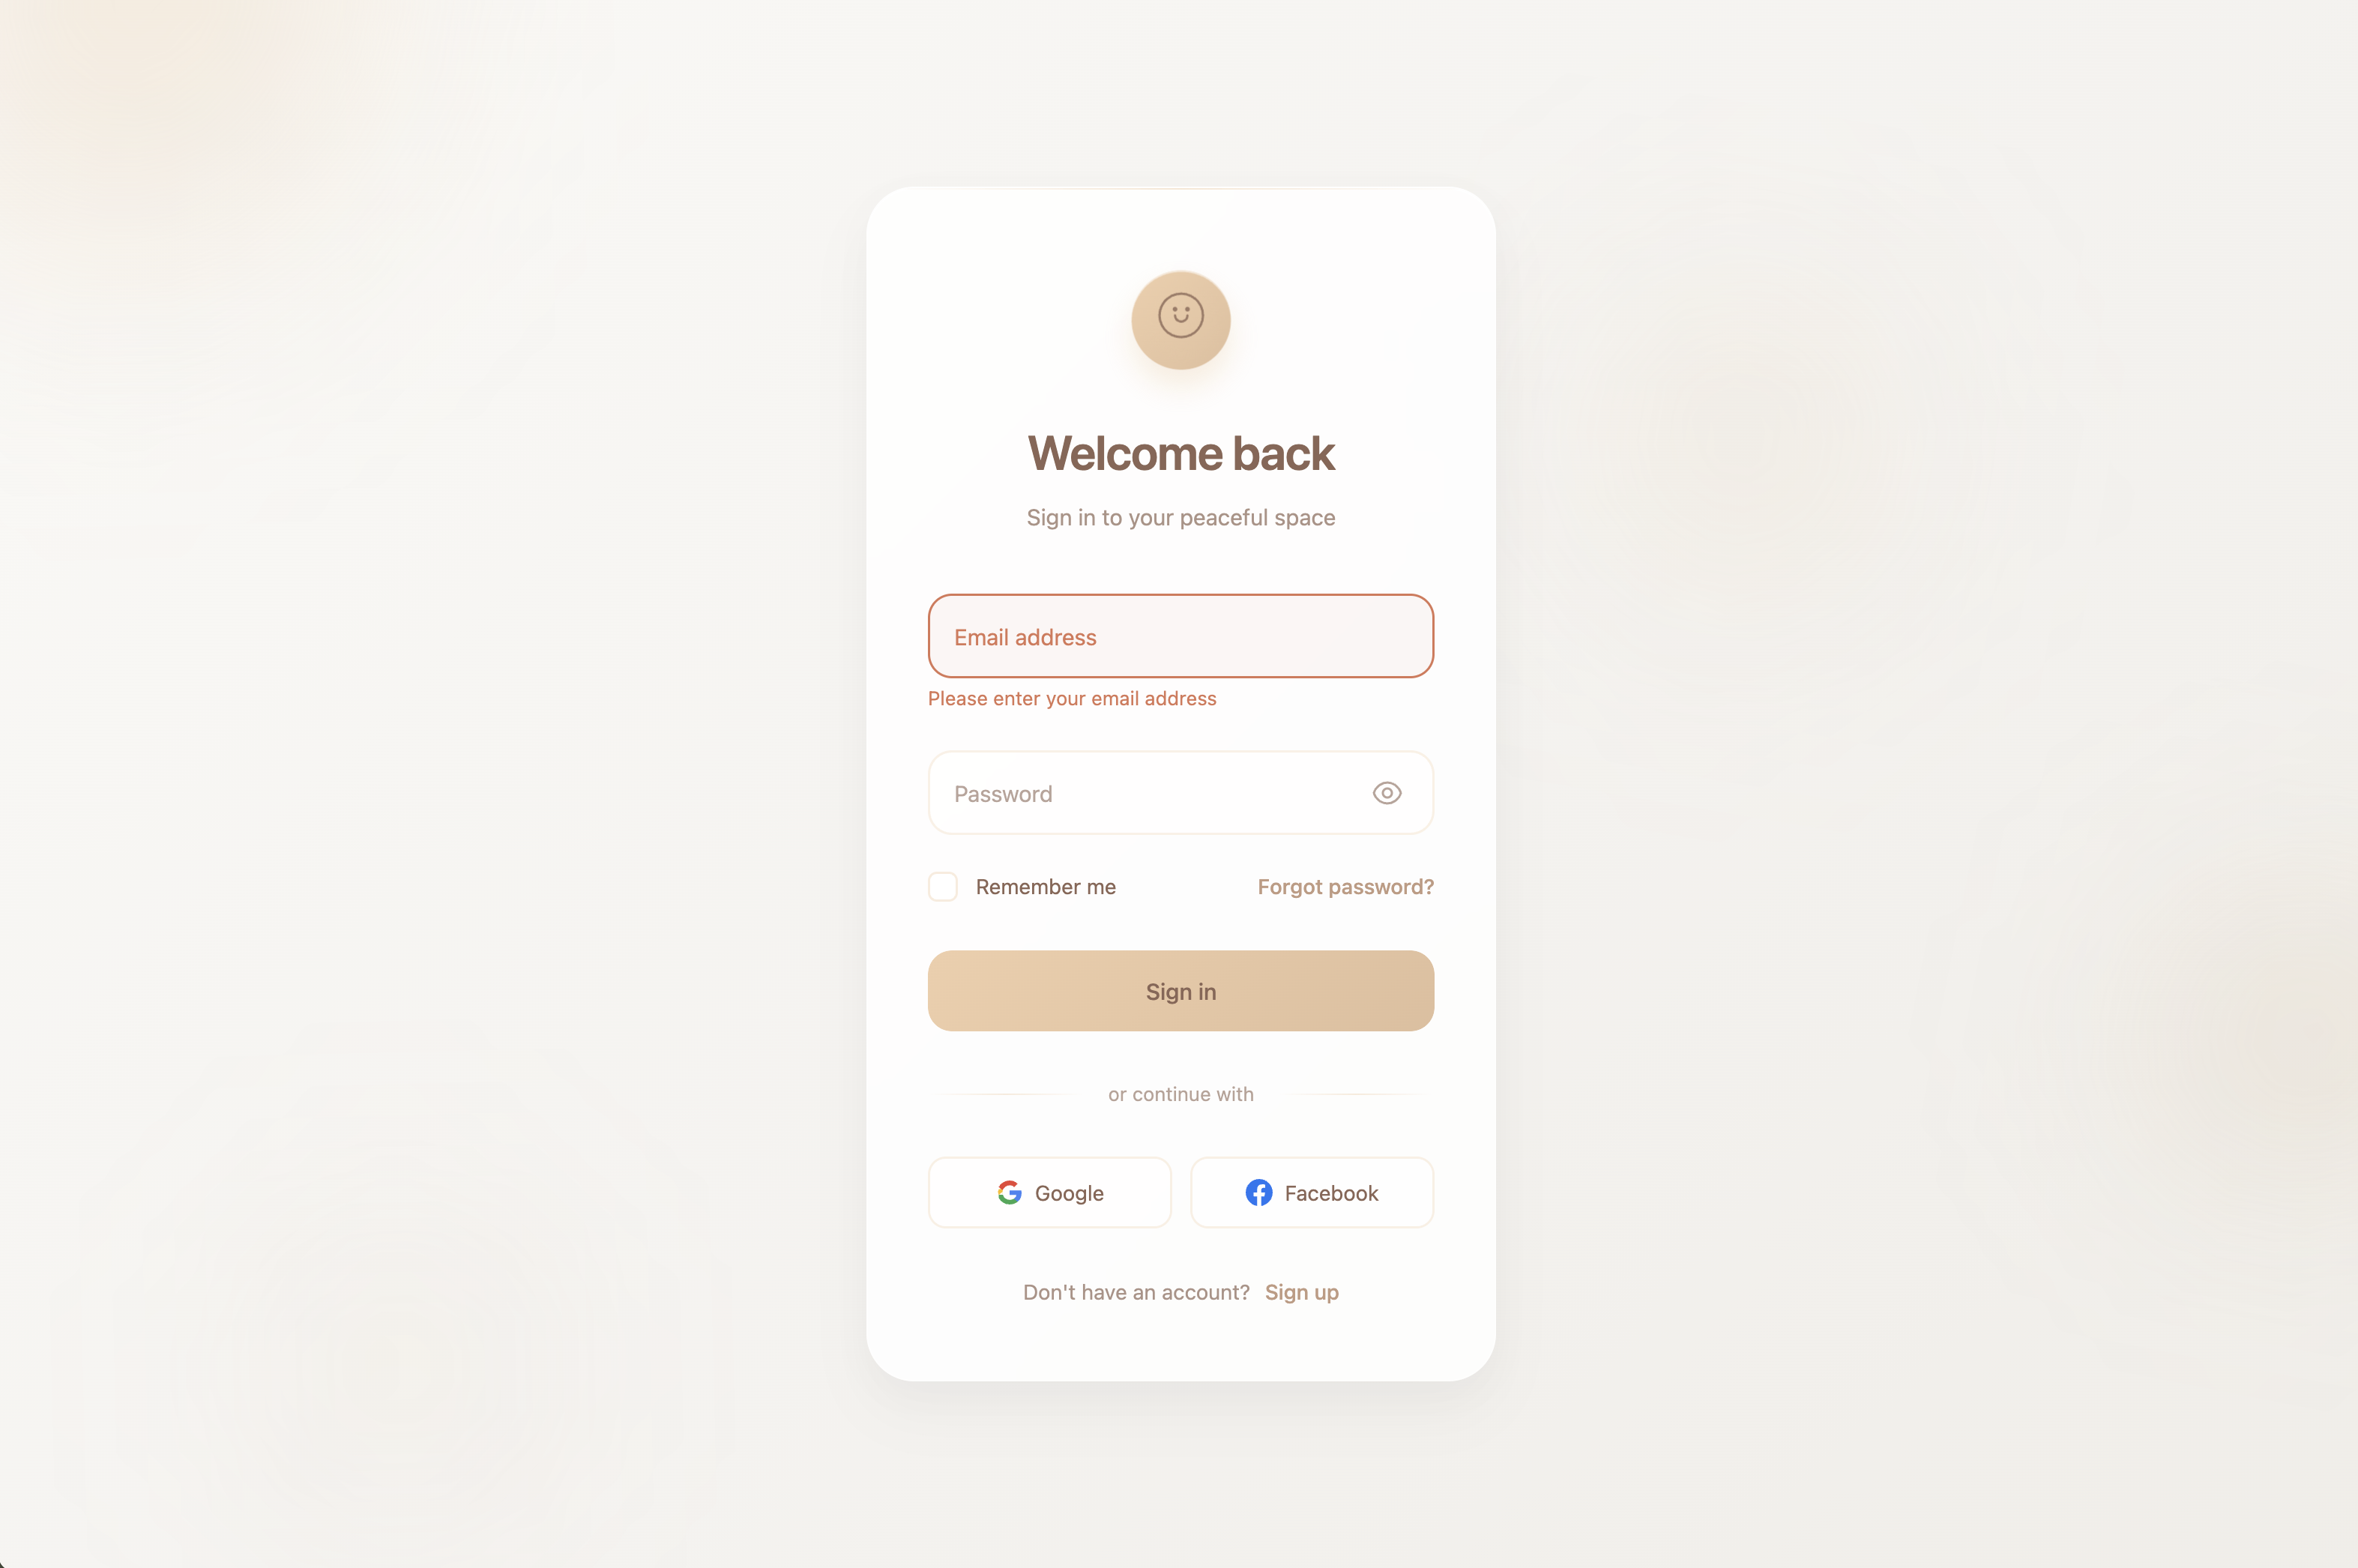 Welcome back
Sign in to your peaceful space
Email address
Please enter your email address
Password
Remember me
Forgot password?
Sign in
or continue with
Google
Facebook
Don't have an account? Sign up